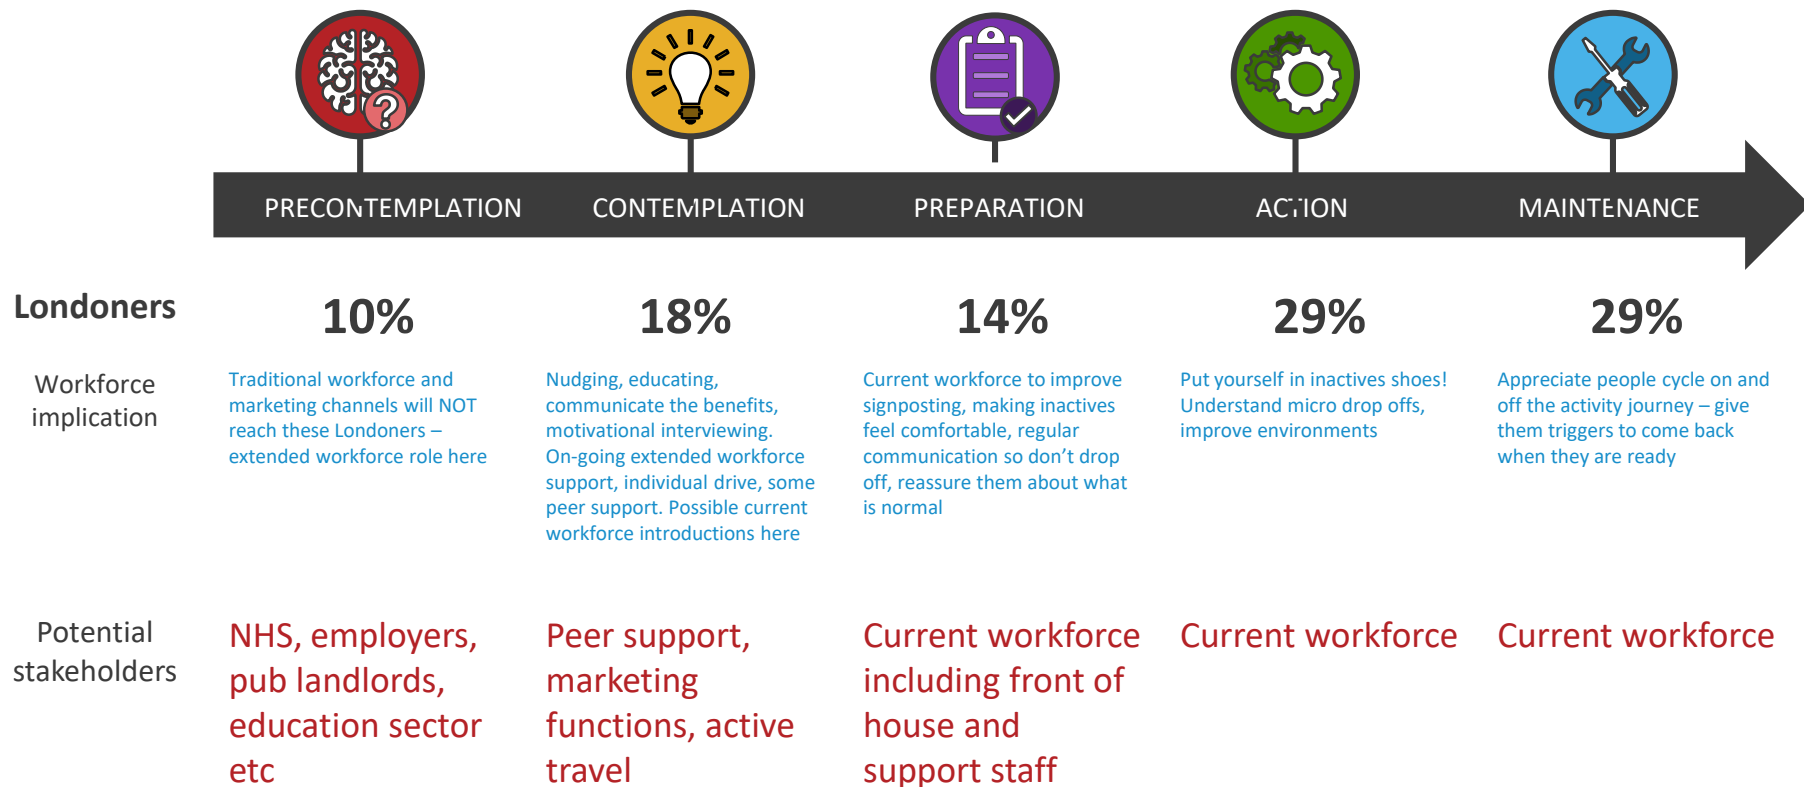 PRECONTEMPLATION
CONTEMPLATION
PREPARATION
ACTION
MAINTENANCE
Londoners
10%
18%
14%
29%
29%
Workforce
implication
Traditional workforce and
marketing channels will NOT
reach these Londoners –
extended workforce role here
Nudging, educating,
communicate the benefits,
motivational interviewing.
On-going extended workforce
support, individual drive, some
peer support. Possible current
workforce introductions here
Current workforce to improve
signposting, making inactives
feel comfortable, regular
communication so don't drop
off, reassure them about what
is normal
Put yourself in inactives shoes!
Understand micro drop offs,
improve environments
Appreciate people cycle on and
off the activity journey – give
them triggers to come back
when they are ready
Potential
stakeholders
NHS, employers,
pub landlords,
education sector
etc
Peer support,
marketing
functions, active
travel
Current workforce
including front of
house and
support staff
Current workforce
Current workforce